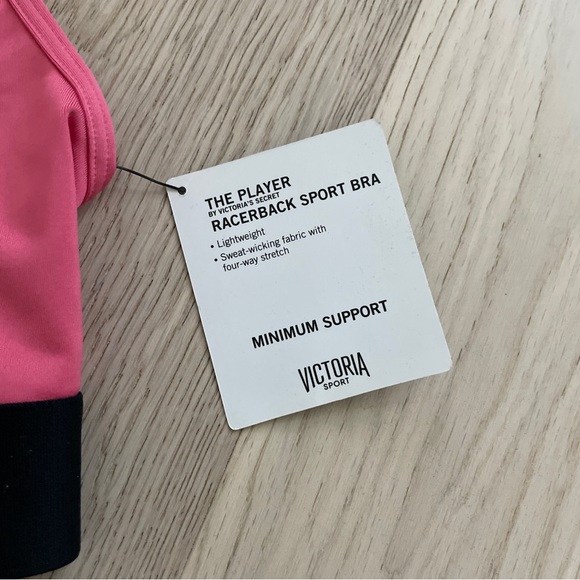 THE PLAYER
BY VICTORIA'S SECRET
RACERBACK SPORT BRA
• Lightweight
• Sweat-wicking fabric with
four-way stretch
MINIMUM SUPPORT
VICTORIA
SPORT